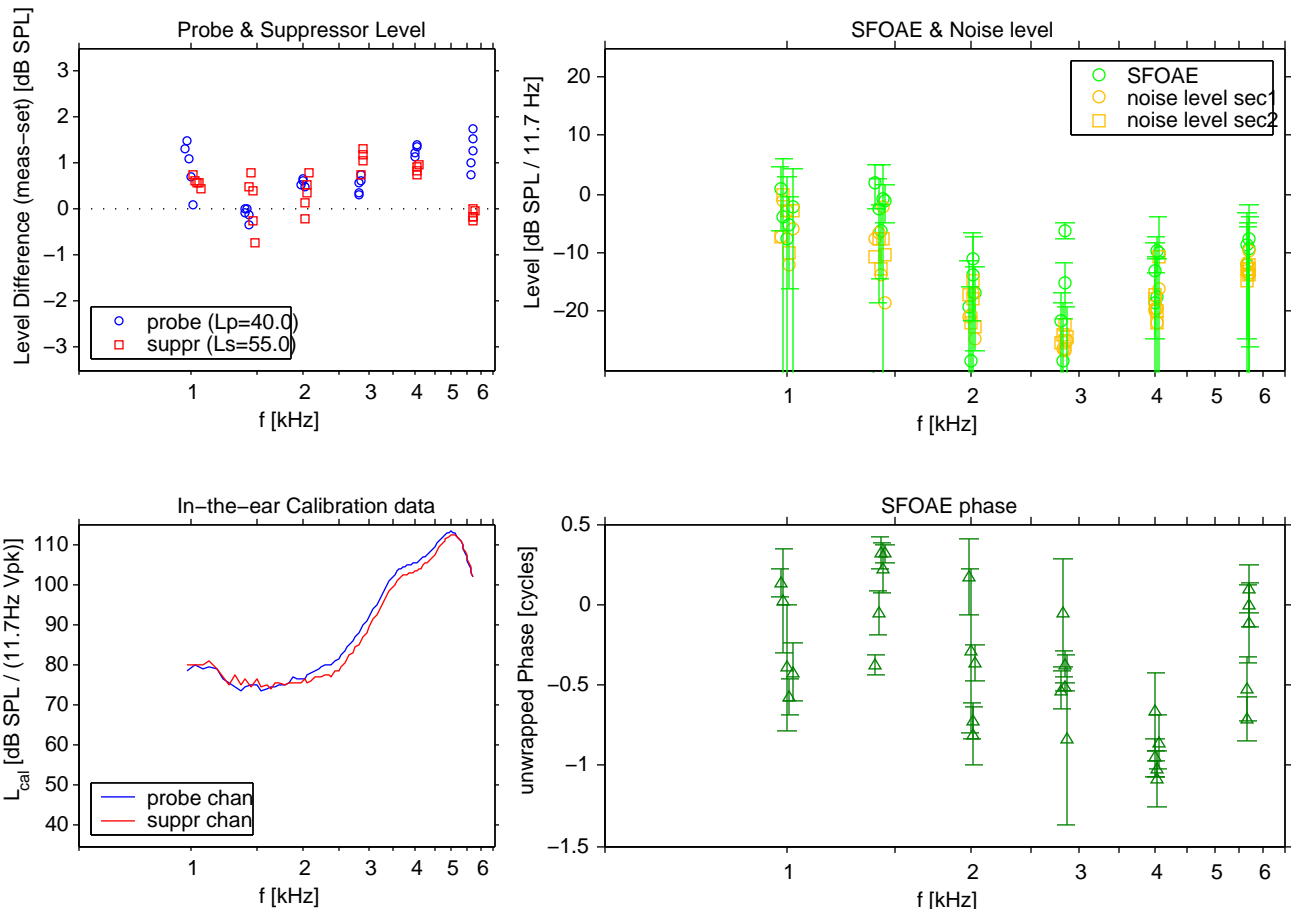 Probe & Suppressor Level
Level Difference (meas−set) [dB SPL]
3
2
1
0
−1
−2
−3
probe (Lp=40.0)
suppr (Ls=55.0)
1 2 3 4 5 6
f [kHz]
SFOAE & Noise level
Level [dB SPL / 11.7 Hz]
20
10
0
−10
−20
SFOAE
noise level sec1
noise level sec2
1 2 3 4 5 6
f [kHz]
In−the−ear Calibration data
Lcal [dB SPL / (11.7Hz Vpk)]
110
100
90
80
70
60
50
40
probe chan
suppr chan
1 2 3 4 5 6
f [kHz]
SFOAE phase
unwrapped Phase [cycles]
0.5
0
−0.5
−1
−1.5
1 2 3 4 5 6
f [kHz]